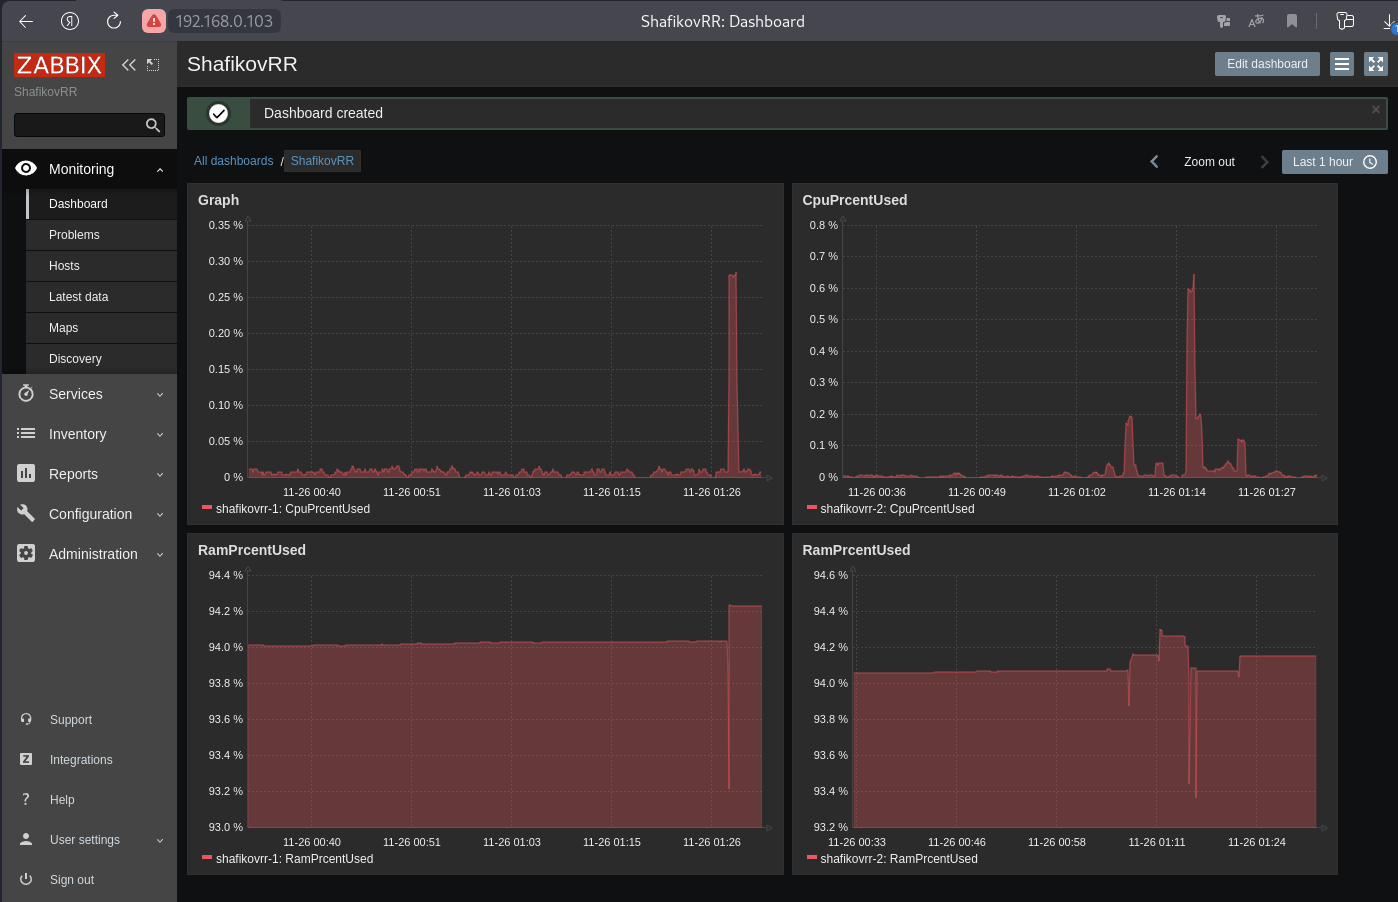 192.168.0.103
ShafikovRR: Dashboard
ZABBIX
ShafikovRR
Monitoring
Dashboard
Problems
Hosts
Latest data
Maps
Discovery
Services
Inventory
Reports
Configuration
Administration
Support
Integrations
Help
User settings
Sign out
ShafikovRR
Edit dashboard
Dashboard created
All dashboards / ShafikovRR
Zoom out
Last 1 hour
Graph
0.35 %
0.30 %
0.25 %
0.20 %
0.15 %
0.10 %
0.05 %
0 %
11-26 00:40 11-26 00:51 11-26 01:03 11-26 01:15 11-26 01:26
shafikovrr-1: CpuPrcentUsed
CpuPrcentUsed
0.8 %
0.7 %
0.6 %
0.5 %
0.4 %
0.3 %
0.2 %
0.1 %
0 %
11-26 00:36 11-26 00:49 11-26 01:02 11-26 01:14 11-26 01:27
shafikovrr-2: CpuPrcentUsed
RamPrcentUsed
94.4 %
94.2 %
94.0 %
93.8 %
93.6 %
93.4 %
93.2 %
93.0 %
11-26 00:40 11-26 00:51 11-26 01:03 11-26 01:15 11-26 01:26
shafikovrr-1: RamPrcentUsed
RamPrcentUsed
94.6 %
94.4 %
94.2 %
94.0 %
93.8 %
93.6 %
93.4 %
93.2 %
11-26 00:33 11-26 00:46 11-26 00:58 11-26 01:11 11-26 01:24
shafikovrr-2: RamPrcentUsed